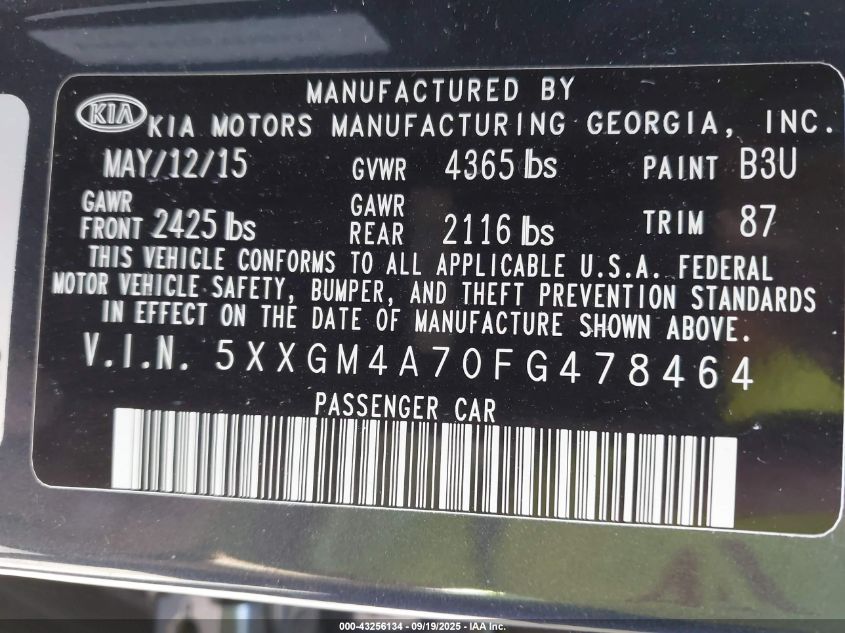 MANUFACTURED BY
KIA KIA MOTORS MANUFACTURING GEORGIA, INC.
MAY/12/15 GVWR 4365 lbs PAINT B3U
GAWR FRONT 2425 lbs GAWR REAR 2116 lbs TRIM 87
THIS VEHICLE CONFORMS TO ALL APPLICABLE U.S.A. FEDERAL
MOTOR VEHICLE SAFETY, BUMPER, AND THEFT PREVENTION STANDARDS
IN EFFECT ON THE DATE OF MANUFACTURE SHOWN ABOVE.
V.I.N. 5XXGM4A70FG478464
PASSENGER CAR
000-43256134 - 09/19/2025 - IAA Inc.